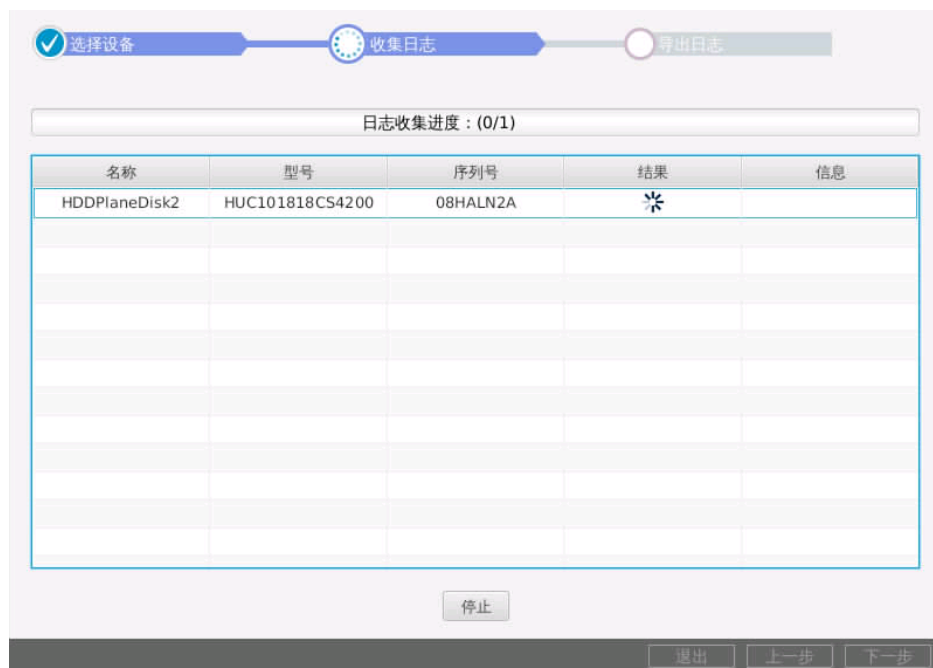 选择设备 收集日志 导出日志
日志收集进度：(0/1)
名称 型号 序列号 结果 信息
HDDPlaneDisk2 HUC101818CS4200 08HALN2A
停止
退出 上一步 下一步